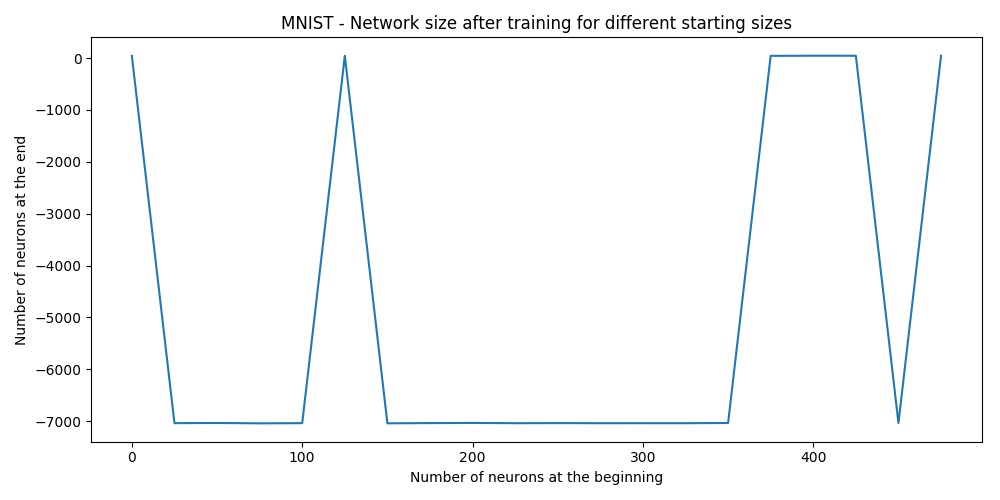 MNIST - Network size after training for different starting sizes
Number of neurons at the end
0
−1000
−2000
−3000
−4000
−5000
−6000
−7000
0 100 200 300 400
Number of neurons at the beginning